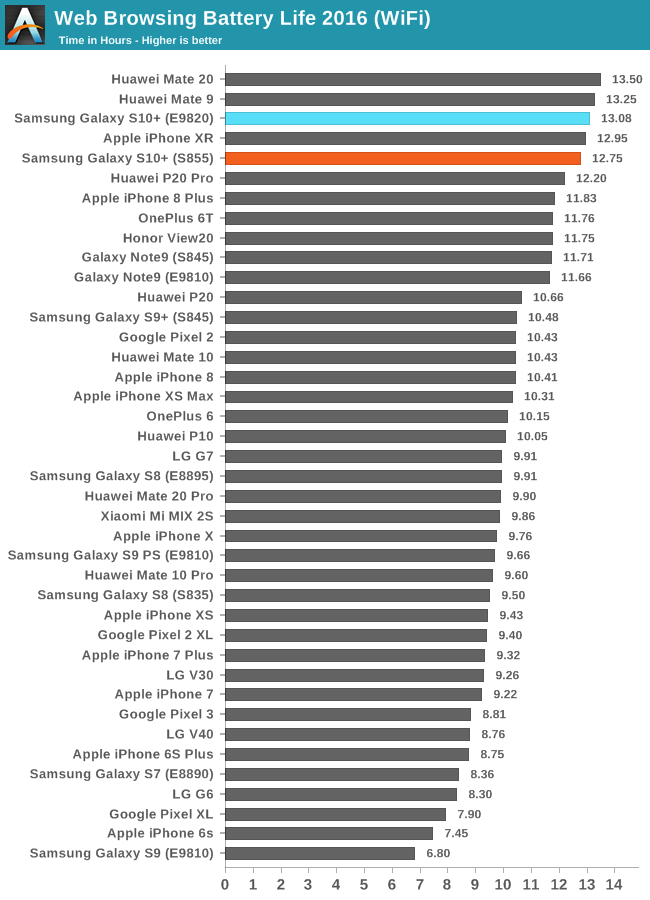 Web Browsing Battery Life 2016 (WiFi)
Time in Hours - Higher is better
Huawei Mate 20 13.50
Huawei Mate 9 13.25
Samsung Galaxy S10+ (E9820) 13.08
Apple iPhone XR 12.95
Samsung Galaxy S10+ (S855) 12.75
Huawei P20 Pro 12.20
Apple iPhone 8 Plus 11.83
OnePlus 6T 11.76
Honor View20 11.75
Galaxy Note9 (S845) 11.71
Galaxy Note9 (E9810) 11.66
Huawei P20 10.66
Samsung Galaxy S9+ (S845) 10.48
Google Pixel 2 10.43
Huawei Mate 10 10.43
Apple iPhone 8 10.41
Apple iPhone XS Max 10.31
OnePlus 6 10.15
Huawei P10 10.05
LG G7 9.91
Samsung Galaxy S8 (E8895) 9.91
Huawei Mate 20 Pro 9.90
Xiaomi Mi MIX 2S 9.86
Apple iPhone X 9.76
Samsung Galaxy S9 PS (E9810) 9.66
Huawei Mate 10 Pro 9.60
Samsung Galaxy S8 (S835) 9.50
Apple iPhone XS 9.43
Google Pixel 2 XL 9.40
Apple iPhone 7 Plus 9.32
LG V30 9.26
Apple iPhone 7 9.22
Google Pixel 3 8.81
LG V40 8.76
Apple iPhone 6S Plus 8.75
Samsung Galaxy S7 (E8890) 8.36
LG G6 8.30
Google Pixel XL 7.90
Apple iPhone 6s 7.45
Samsung Galaxy S9 (E9810) 6.80
0 1 2 3 4 5 6 7 8 9 10 11 12 13 14